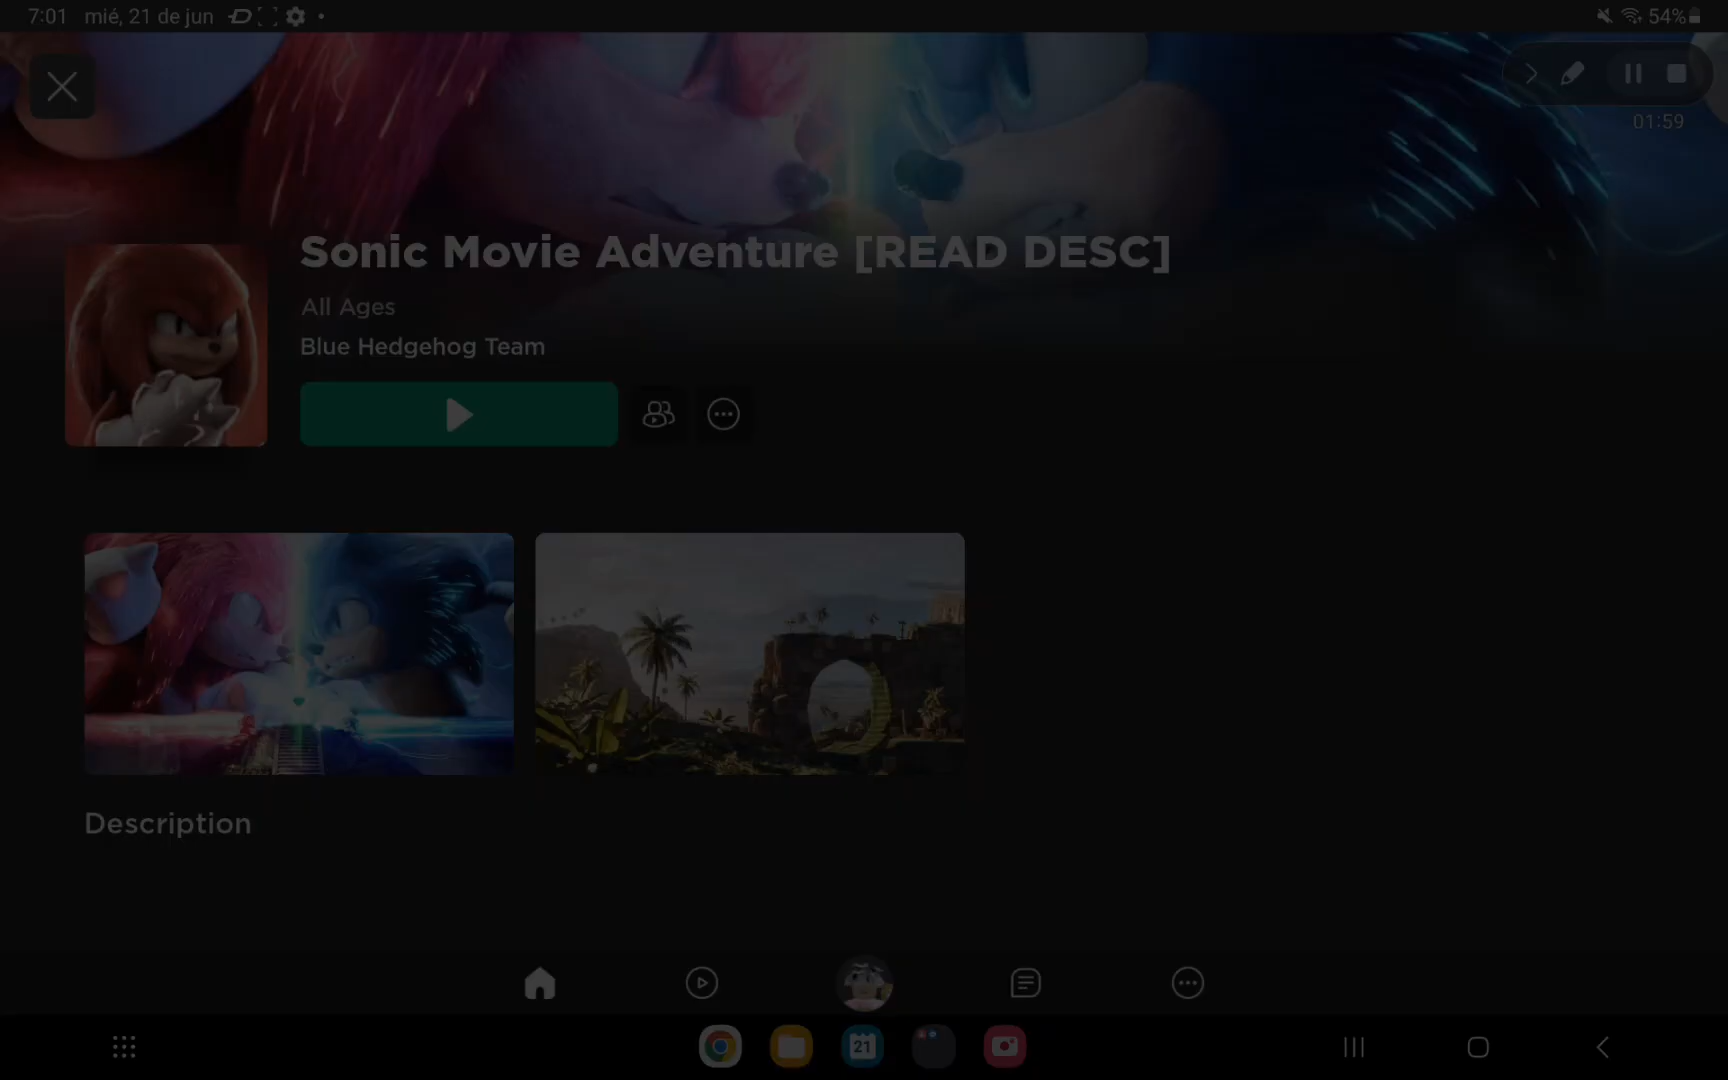 7:01 mié, 21 de jun
54%
01:59
Sonic Movie Adventure [READ DESC]
All Ages
Blue Hedgehog Team
Description
21